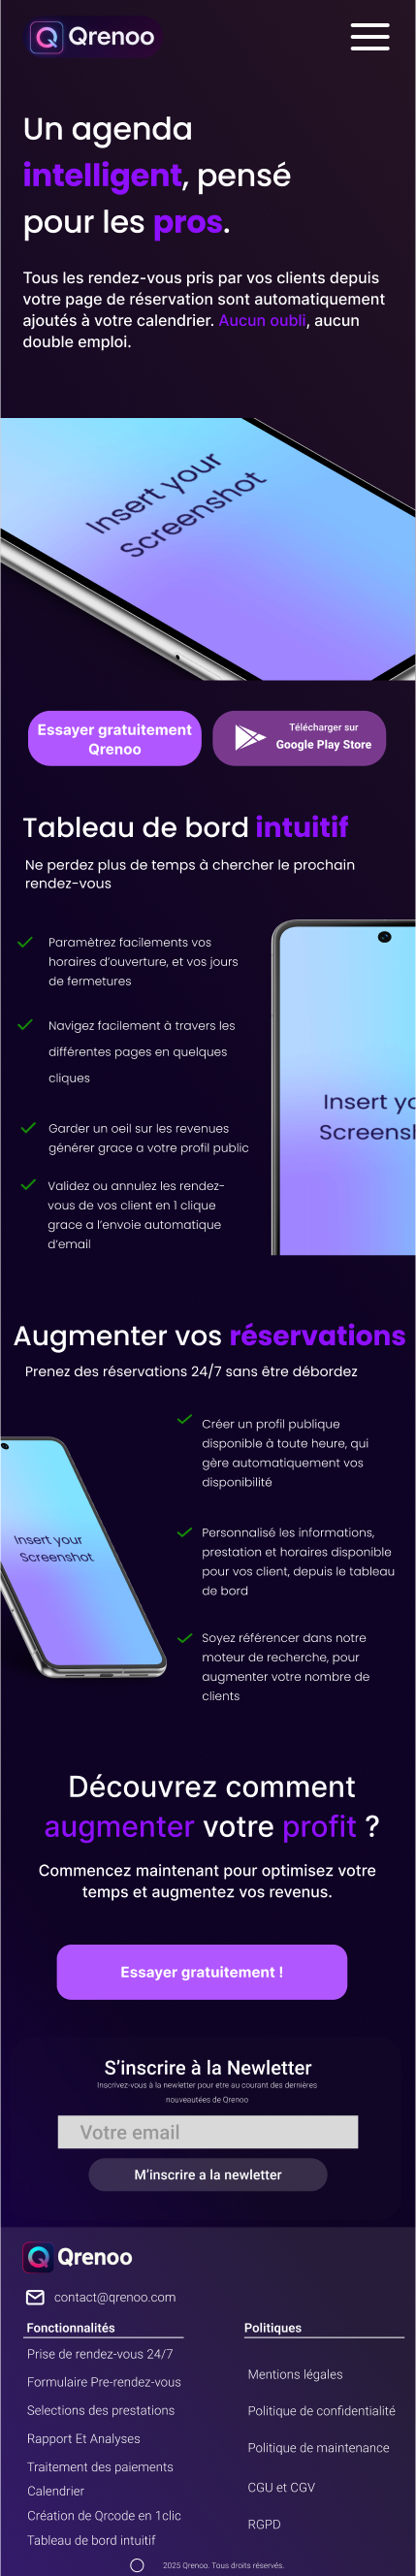 Qrenoo
Un agenda
intelligent, pensé
pour les pros.
Tous les rendez-vous pris par vos clients depuis
votre page de réservation sont automatiquement
ajoutés à votre calendrier. Aucun oubli, aucun
double emploi.
Insert your
Screenshot
Essayer gratuitement
Qrenoo
Télécharger sur
Google Play Store
Tableau de bord intuitif
Ne perdez plus de temps à chercher le prochain
rendez-vous
Paramètrez facilements vos
horaires d'ouverture, et vos jours
de fermetures
Navigez facilement à travers les
différentes pages en quelques
cliques
Garder un oeil sur les revenues
générer grace a votre profil public
Validez ou annulez les rendez-
vous de vos client en 1 clique
grace a l'envoie automatique
d'email
Insert yo
Screensh
Augmenter vos réservations
Prenez des réservations 24/7 sans être débordez
Créer un profil publique
disponible à toute heure, qui
gère automatiquement vos
disponibilité
Personnalisé les informations,
prestation et horaires disponible
pour vos client, depuis le tableau
de bord
Soyez référencer dans notre
moteur de recherche, pour
augmenter votre nombre de
clients
Insert your
Screenshot
Découvrez comment
augmenter votre profit ?
Commencez maintenant pour optimisez votre
temps et augmentez vos revenus.
Essayer gratuitement !
S'inscrire à la Newletter
Inscrivez-vous à la newletter pour etre au courant des dernières
nouveautées de Qrenoo
Votre email
M'inscrire a la newletter
Qrenoo
contact@qrenoo.com
Fonctionnalités
Prise de rendez-vous 24/7
Formulaire Pre-rendez-vous
Selections des prestations
Rapport Et Analyses
Traitement des paiements
Calendrier
Création de Qrcode en 1clic
Tableau de bord intuitif
Politiques
Mentions légales
Politique de confidentialité
Politique de maintenance
CGU et CGV
RGPD
2025 Qrenoo. Tous droits réservés.